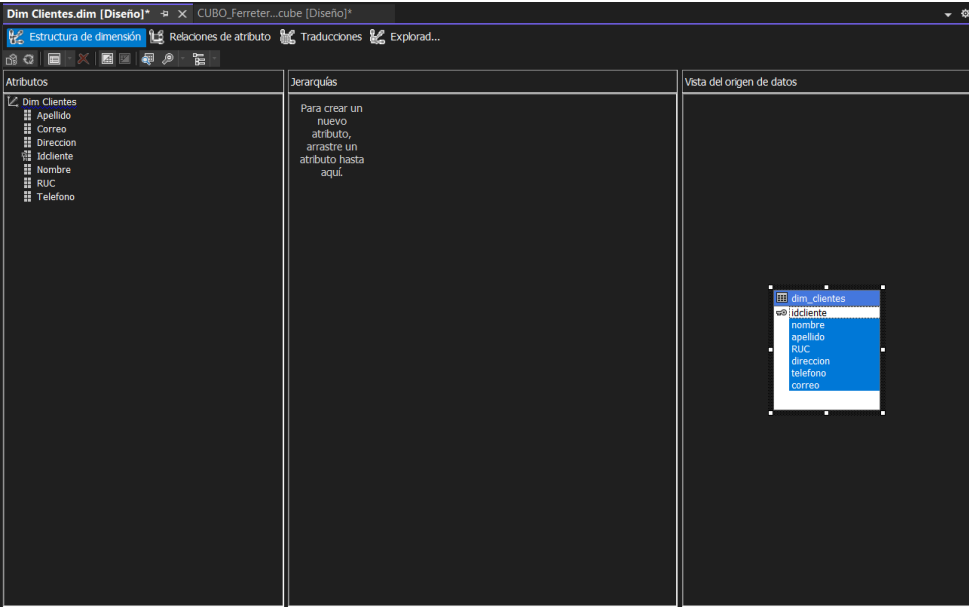 Dim Clientes.dim [Diseño]* CUBO_Ferreter...cube [Diseño]*
Estructura de dimensión Relaciones de atributo Traducciones Explorad...
Atributos
Dim Clientes
Apellido
Correo
Direccion
Idcliente
Nombre
RUC
Telefono
Jerarquías
Para crear un
nuevo
atributo,
arrastre un
atributo hasta
aquí.
Vista del origen de datos
dim_clientes
idcliente
nombre
apellido
RUC
direccion
telefono
correo